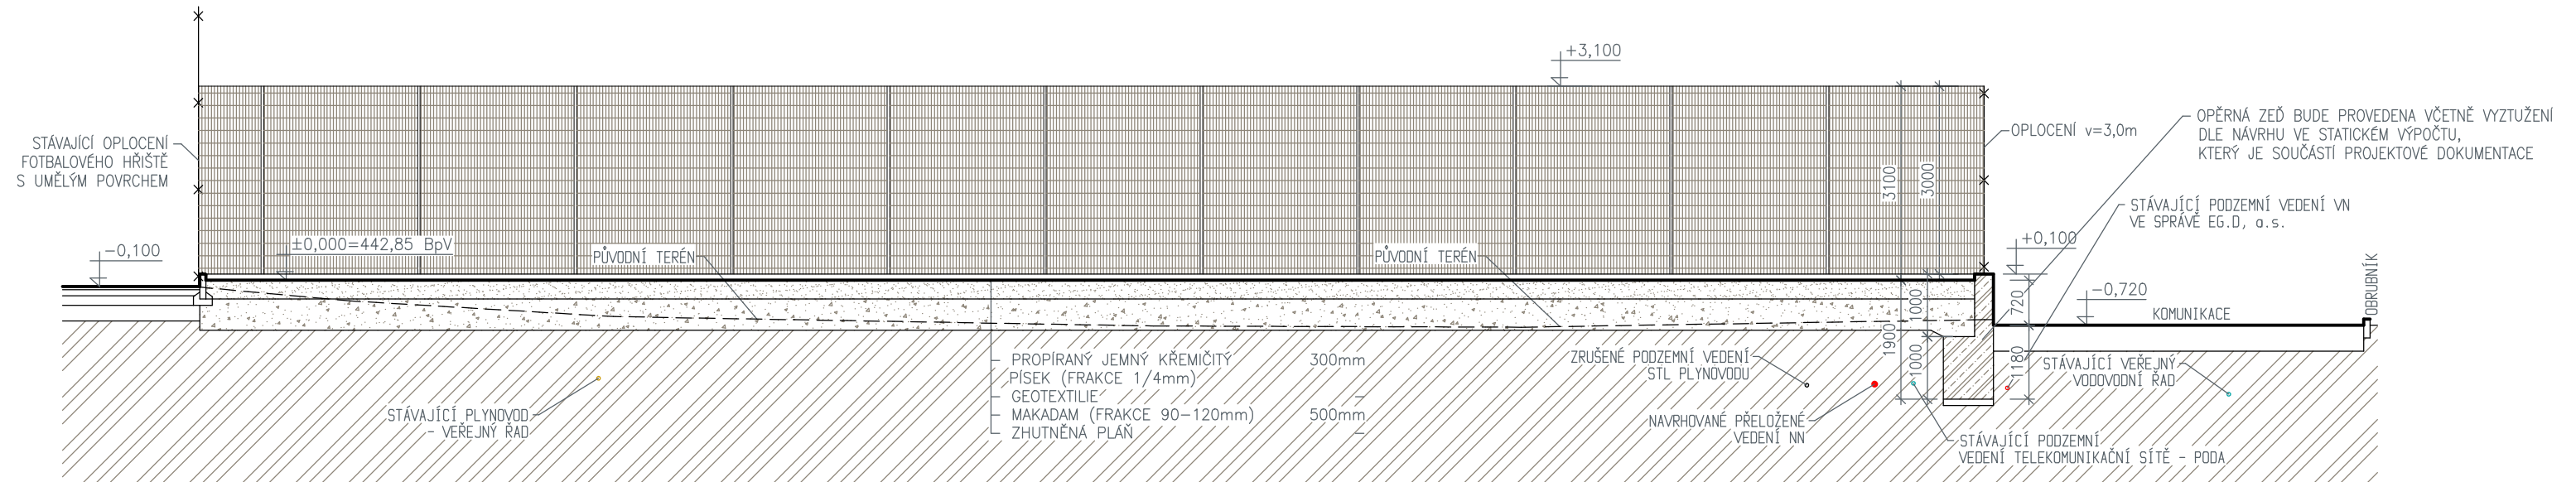 +3,100
STÁVAJÍCÍ OPLOCENÍ
FOTBALOVÉHO HŘIŠTĚ
S UMĚLÝM POVRCHEM
OPLOCENÍ v=3,0m
OPĚRNÁ ZEĎ BUDE PROVEDENA VČETNĚ VYZTUŽENÍ
DLE NÁVRHU VE STATICKÉM VÝPOČTU,
KTERÝ JE SOUČÁSTÍ PROJEKTOVÉ DOKUMENTACE
3100
3000
STÁVAJÍCÍ PODZEMNÍ VEDENÍ VN
VE SPRÁVĚ EG.D, a.s.
-0,100
±0,000=442,85 BpV
PŮVODNÍ TERÉN
PŮVODNÍ TERÉN
+0,100
-0,720
KOMUNIKACE
OBRUBNÍK
1000
720
1900
1000
1180
PROPÍRANÝ JEMNÝ KŘEMIČITÝ 300mm
PÍSEK (FRAKCE 1/4mm)
GEOTEXTILIE –
MAKADAM (FRAKCE 90-120mm) 500mm
ZHUTNĚNÁ PLÁŇ –
STÁVAJÍCÍ PLYNOVOD
- VEŘEJNÝ ŘAD
ZRUŠENÉ PODZEMNÍ VEDENÍ
STL PLYNOVODU
NAVRHOVANÉ PŘELOŽENÉ
VEDENÍ NN
STÁVAJÍCÍ VEŘEJNÝ
VODOVODNÍ ŘAD
STÁVAJÍCÍ PODZEMNÍ
VEDENÍ TELEKOMUNIKAČNÍ SÍTĚ - PODA